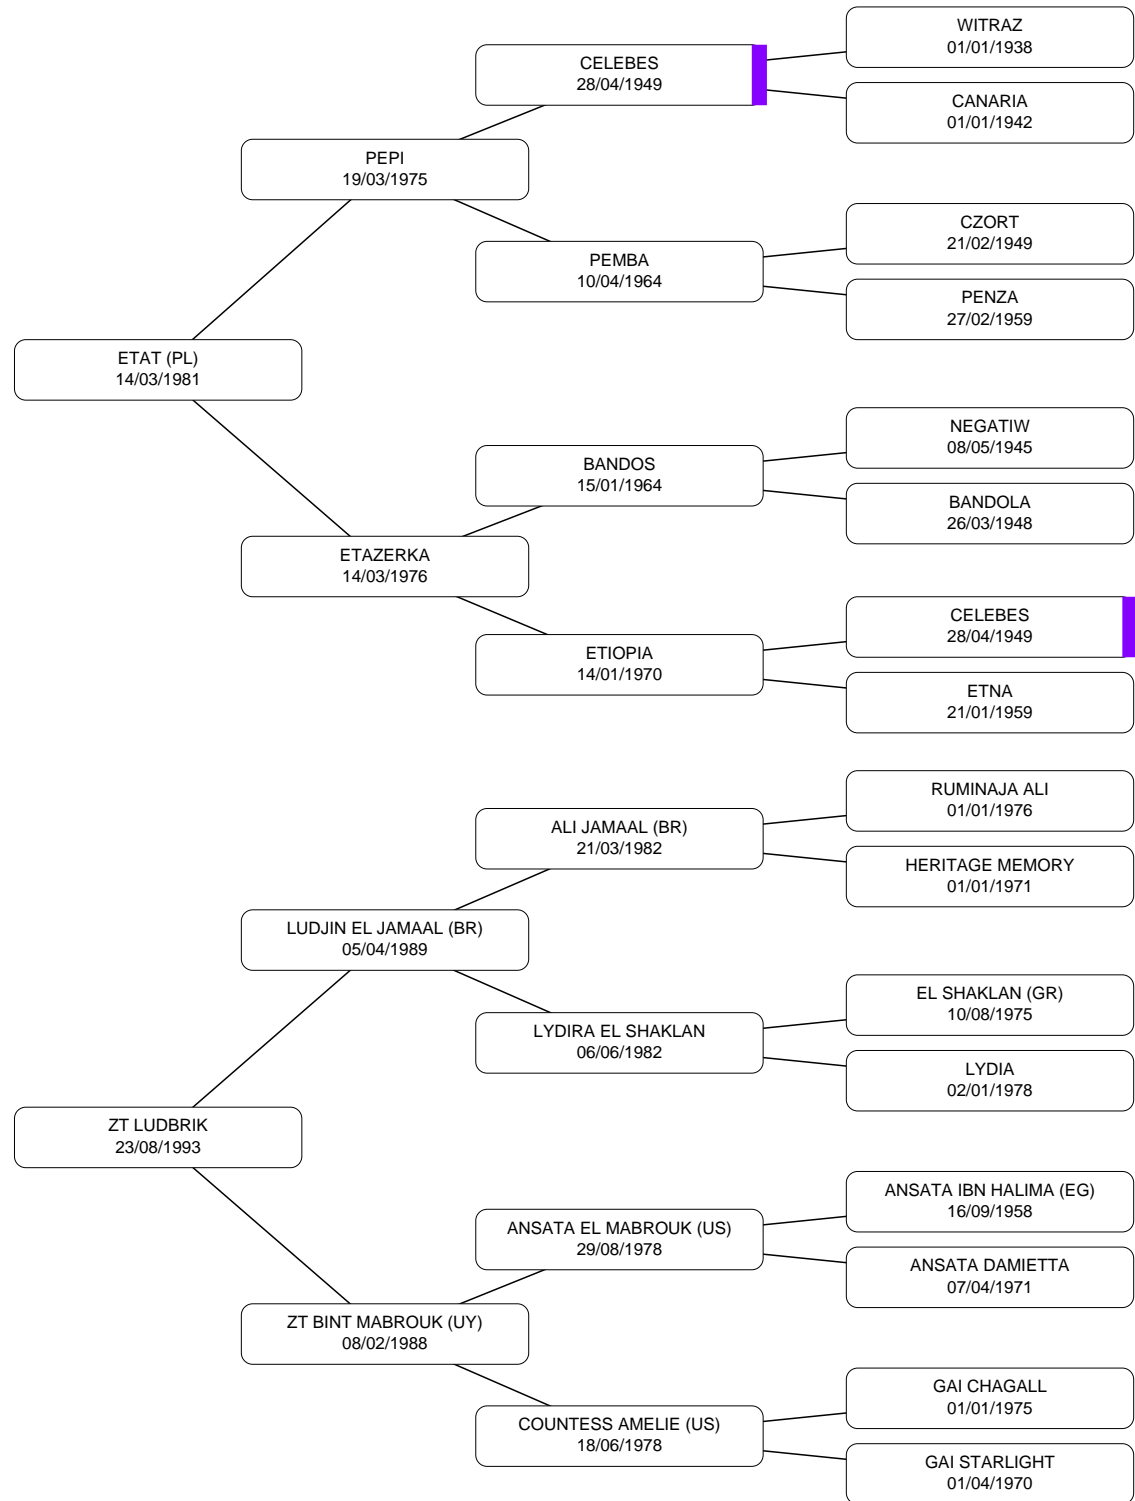 WITRAZ
01/01/1938
CELEBES
28/04/1949
CANARIA
01/01/1942
PEPI
19/03/1975
CZORT
21/02/1949
PEMBA
10/04/1964
PENZA
27/02/1959
ETAT (PL)
14/03/1981
NEGATIW
08/05/1945
BANDOS
15/01/1964
BANDOLA
26/03/1948
ETAZERKA
14/03/1976
CELEBES
28/04/1949
ETIOPIA
14/01/1970
ETNA
21/01/1959
RUMINAJA ALI
01/01/1976
ALI JAMAAL (BR)
21/03/1982
HERITAGE MEMORY
01/01/1971
LUDJIN EL JAMAAL (BR)
05/04/1989
EL SHAKLAN (GR)
10/08/1975
LYDIRA EL SHAKLAN
06/06/1982
LYDIA
02/01/1978
ZT LUDBRIK
23/08/1993
ANSATA IBN HALIMA (EG)
16/09/1958
ANSATA EL MABROUK (US)
29/08/1978
ANSATA DAMIETTA
07/04/1971
ZT BINT MABROUK (UY)
08/02/1988
GAI CHAGALL
01/01/1975
COUNTESS AMELIE (US)
18/06/1978
GAI STARLIGHT
01/04/1970